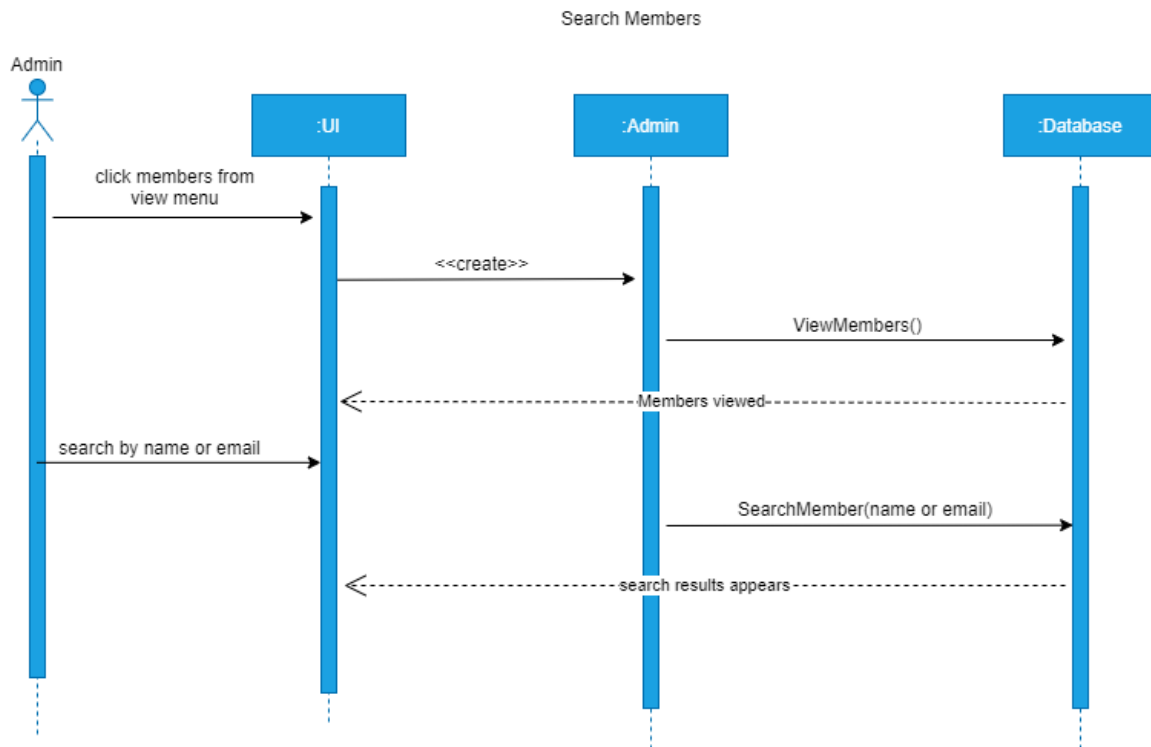 Search Members
Admin
:UI
:Admin
:Database
click members from
view menu
<<create>>
ViewMembers()
Members viewed
search by name or email
SearchMember(name or email)
search results appears